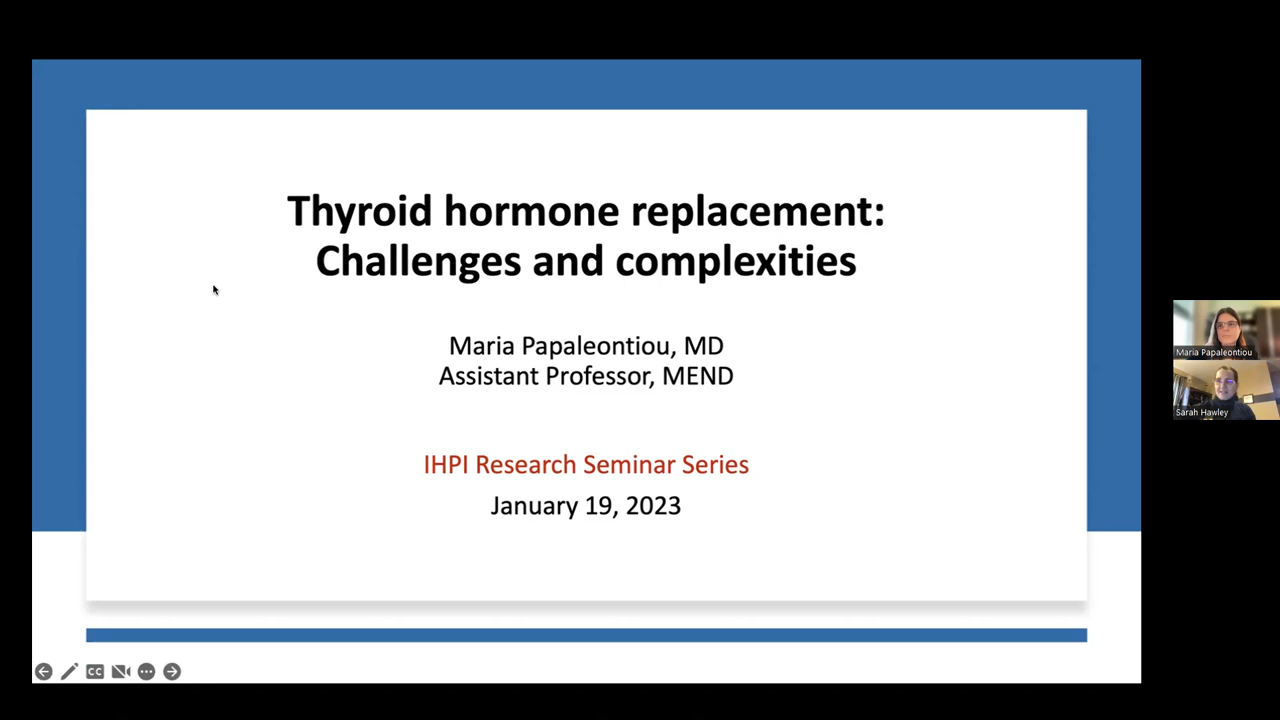 Thyroid hormone replacement:
Challenges and complexities
Maria Papaleontiou, MD
Assistant Professor, MEND
IHPI Research Seminar Series
January 19, 2023
Maria Papaleontiou
Sarah Hawley
CC